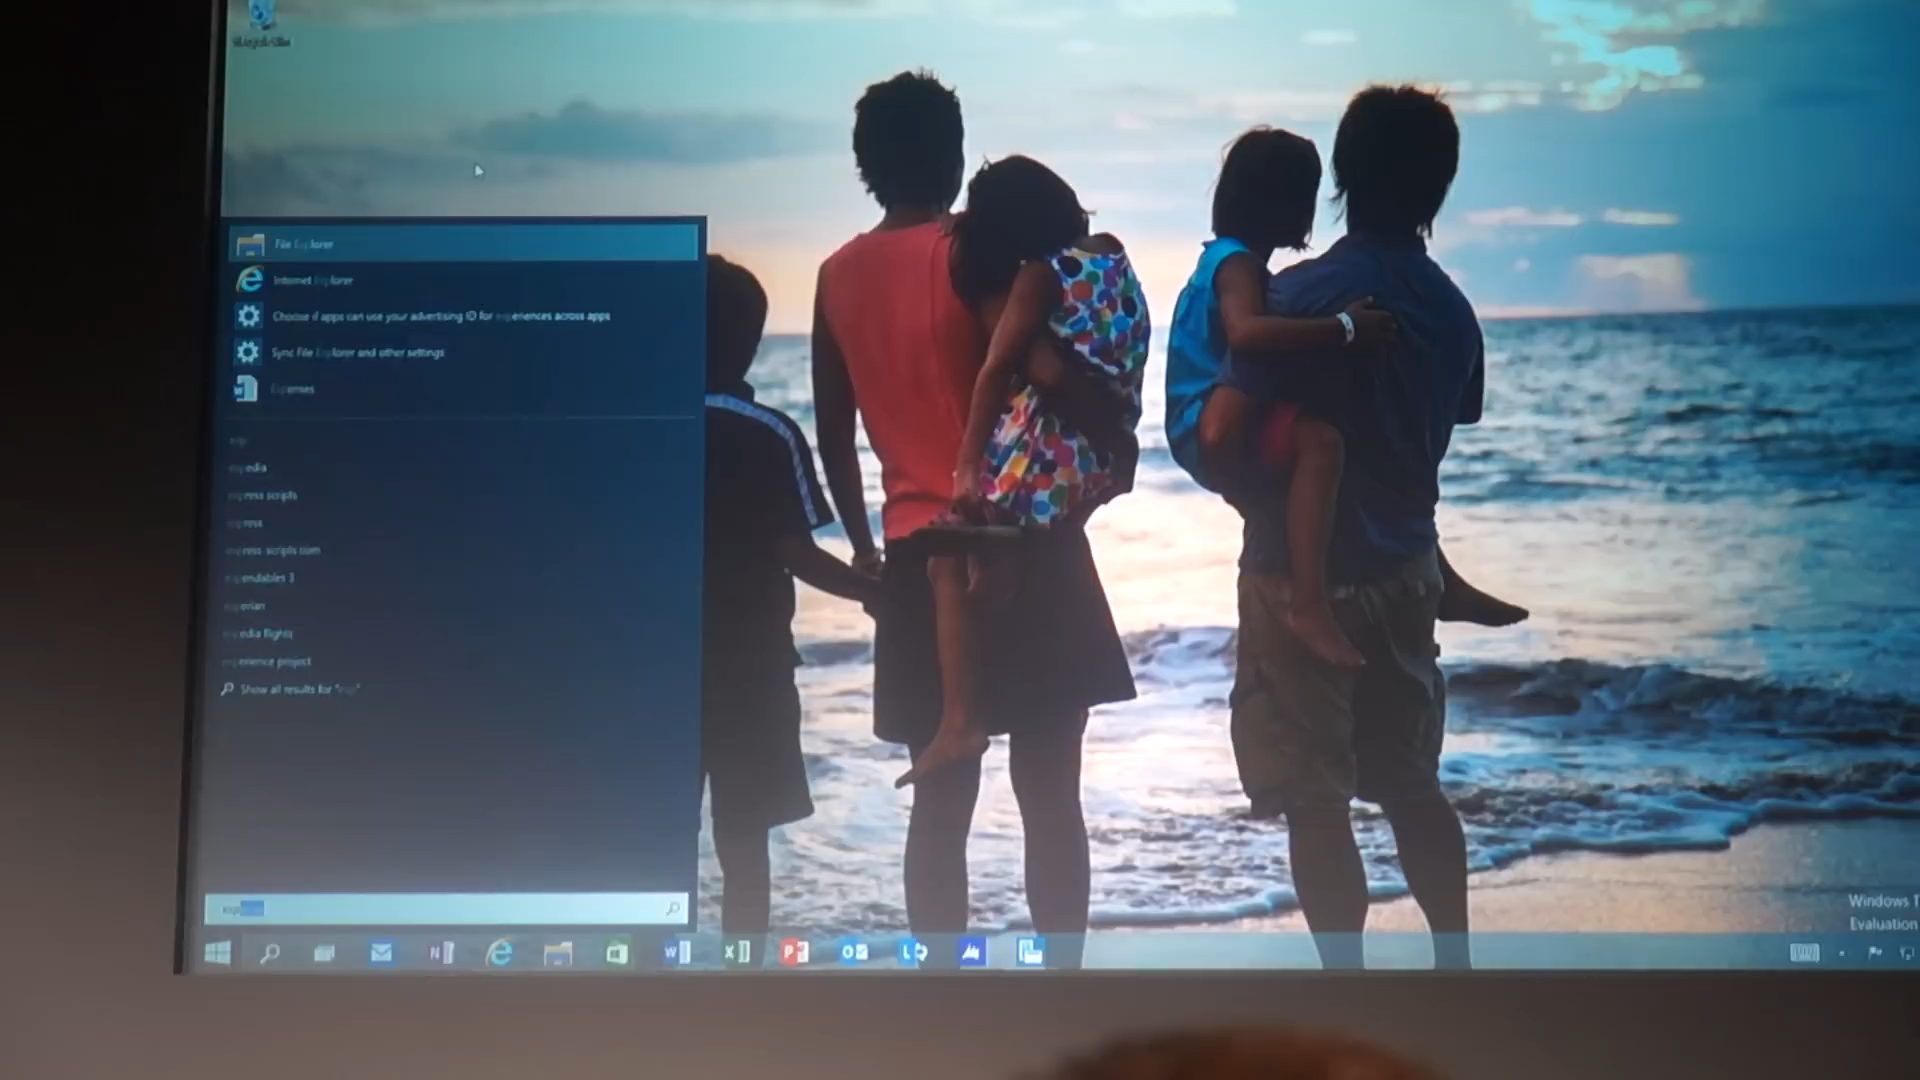 File Explorer
Internet Explorer
Choose if apps can use your advertising ID for experiences across apps
Sync File Explorer and other settings
Expenses
exp
expedia
express scripts
express
express-scripts.com
expendables 3
experian
expedia flights
experience project
Show all results for "exp"
Windows
Evaluation